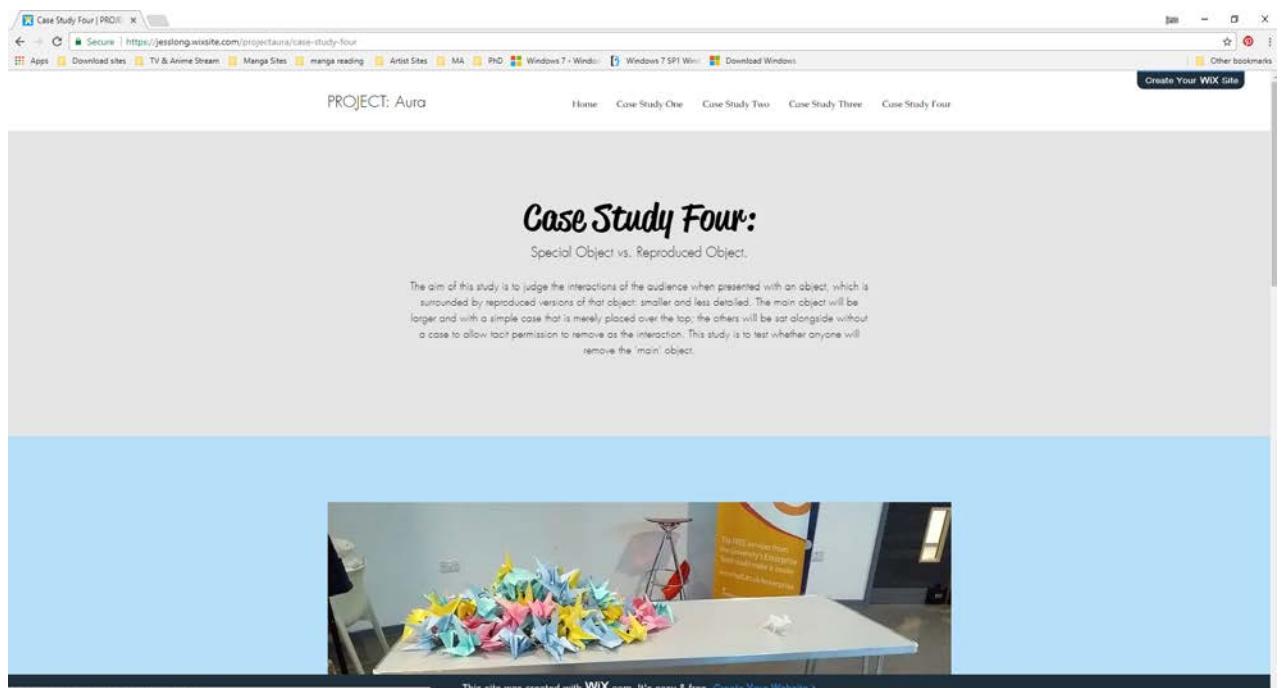 Case Study Four | PROJE
Secure | https://jesslong.wixsite.com/projectaura/case-study-four
Apps Download sites TV & Anime Stream Manga Sites manga reading Artist Sites MA PhD Windows 7 - Window Windows 7 SP1 Wind Download Windows Other bookmarks
Create Your WiX Site
PROJECT: Aura Home Case Study One Case Study Two Case Study Three Case Study Four
Case Study Four:
Special Object vs. Reproduced Object.
The aim of this study is to judge the interactions of the audience when presented with an object, which is
surrounded by reproduced versions of that object: smaller and less detailed. The main object will be
larger and with a simple case that is merely placed over the top; the others will be sat alongside without
a case to allow tacit permission to remove as the interaction. This study is to test whether anyone will
remove the 'main' object.
the University's Enterprise
This site was created with WiX.com. It's easy & free. Create Your Website >